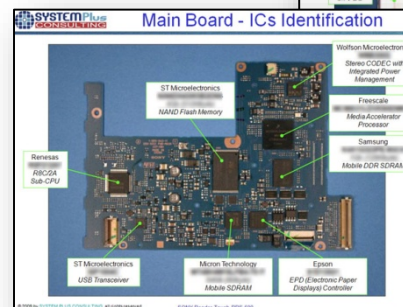 SYSTEMPlus
CONSULTING
Main Board - ICs Identification
Wolfson Microelectron
Stereo CODEC with
Integrated Power
Management
ST Microelectronics
NAND Flash Memory
Freescale
Media Accelerator
Processor
Samsung
Mobile DDR SDRAM
Renesas
R8C/2A
Sub-CPU
ST Microelectronics
USB Transceiver
Micron Technology
Mobile SDRAM
Epson
EPD (Electronic Paper
Displays) Controller